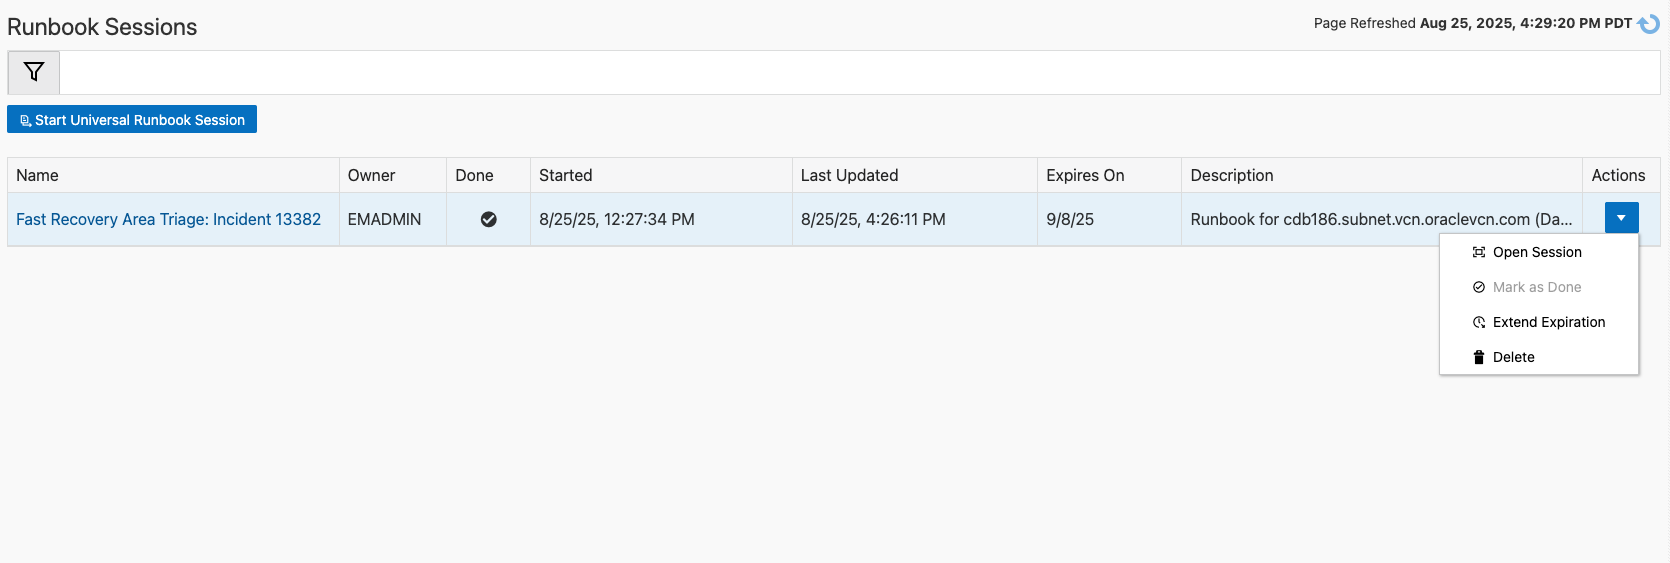 Runbook Sessions
Page Refreshed Aug 25, 2025, 4:29:20 PM PDT
Start Universal Runbook Session
Name Owner Done Started Last Updated Expires On Description Actions
Fast Recovery Area Triage: Incident 13382 EMADMIN 8/25/25, 12:27:34 PM 8/25/25, 4:26:11 PM 9/8/25 Runbook for cdb186.subnet.vcn.oraclevcn.com (Da...
Open Session
Mark as Done
Extend Expiration
Delete